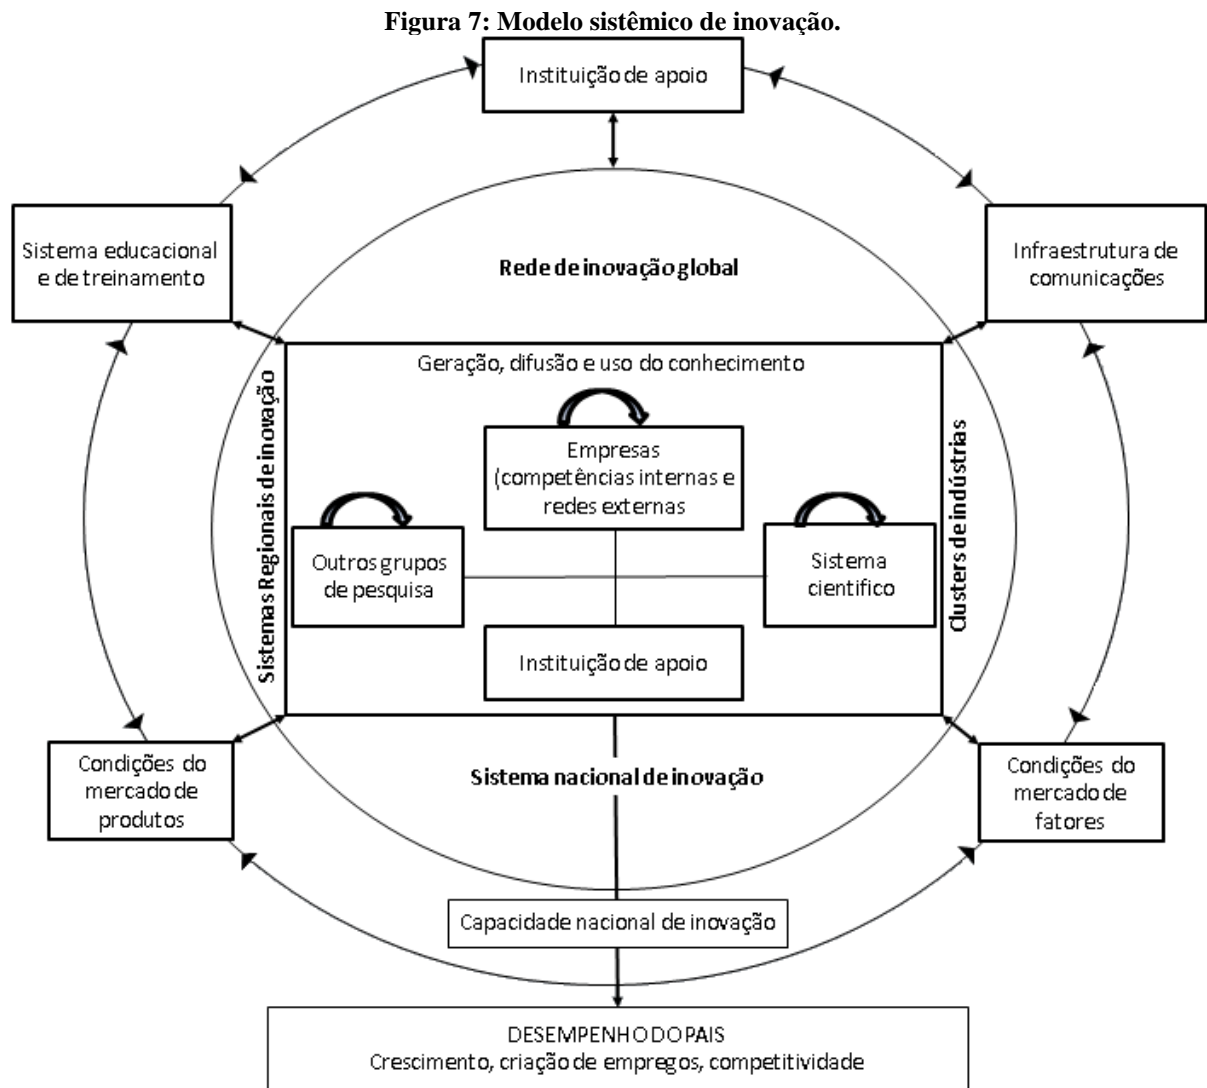 Figura 7: Modelo sistêmico de inovação.
Instituição de apoio
Sistema educacional
e de treinamento
Infraestrutura de
comunicações
Rede de inovação global
Geração, difusão e uso do conhecimento
Sistemas Regionais de inovação
Clusters de indústrias
Empresas
(competências internas e
redes externas
Outros grupos
de pesquisa
Sistema
cientifico
Instituição de apoio
Condições do
mercado de
produtos
Sistema nacional de inovação
Condições do
mercado de
fatores
Capacidade nacional de inovação
DESEMPENHO DO PAIS
Crescimento, criação de empregos, competitividade